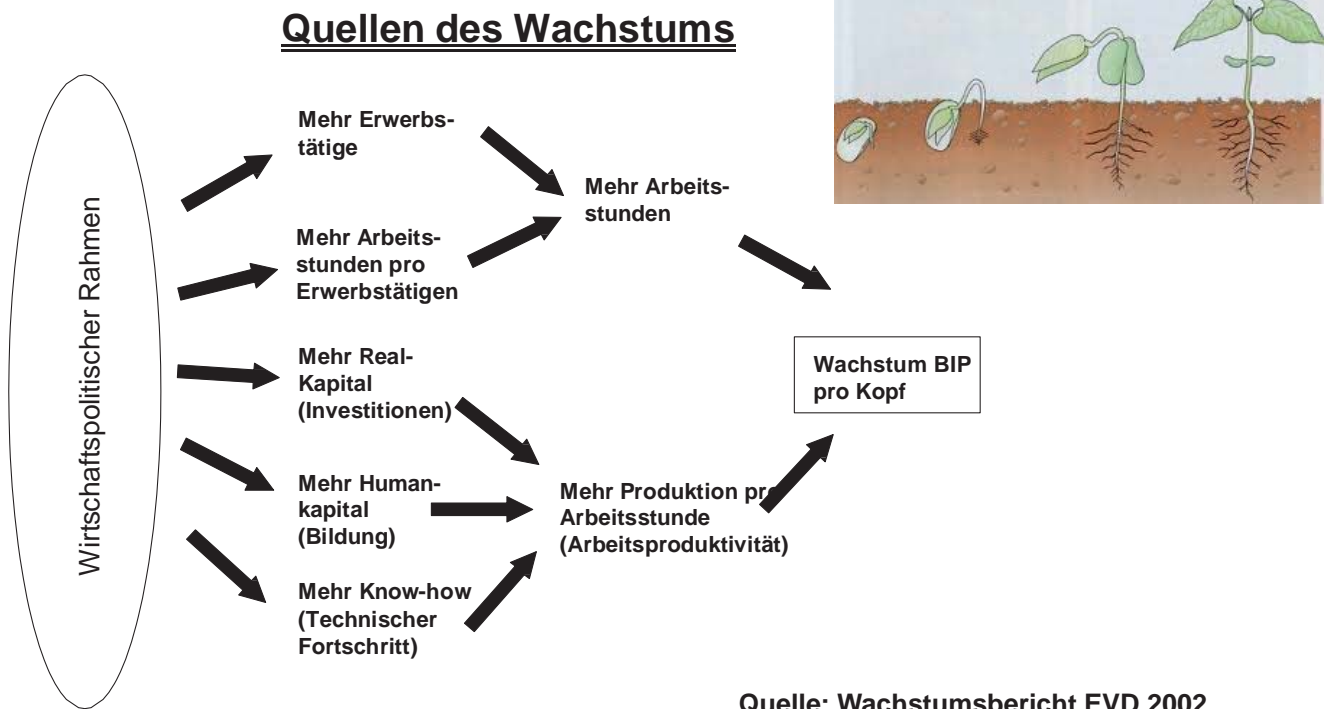 Quellen des Wachstums
Wirtschaftspolitischer Rahmen
Mehr Erwerbs-
tätige
Mehr Arbeits-
stunden pro
Erwerbstätigen
Mehr Real-
Kapital
(Investitionen)
Mehr Human-
kapital
(Bildung)
Mehr Know-how
(Technischer
Fortschritt)
Mehr Arbeits-
stunden
Mehr Produktion pro
Arbeitsstunde
(Arbeitsproduktivität)
Wachstum BIP
pro Kopf
Quelle: Wachstumsbericht EVD 2002